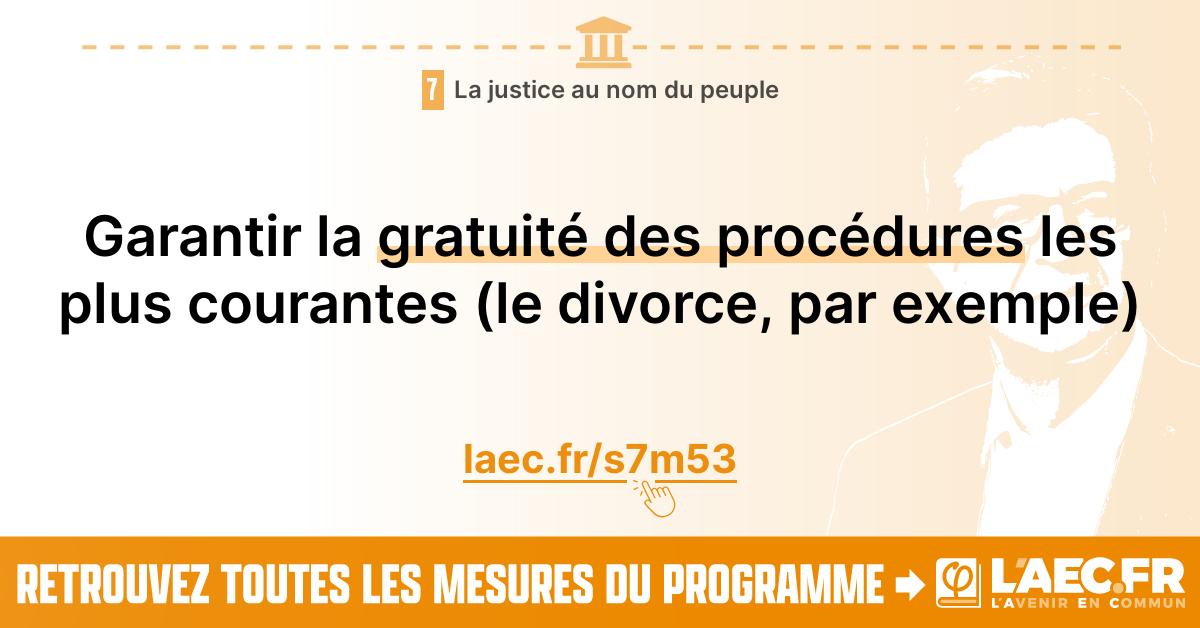 7 La justice au nom du peuple
Garantir la gratuité des procédures les
plus courantes (le divorce, par exemple)
laec.fr/s7m53
RETROUVEZ TOUTES LES MESURES DU PROGRAMME
φ L'AEC.FR
L'AVENIR EN COMMUN